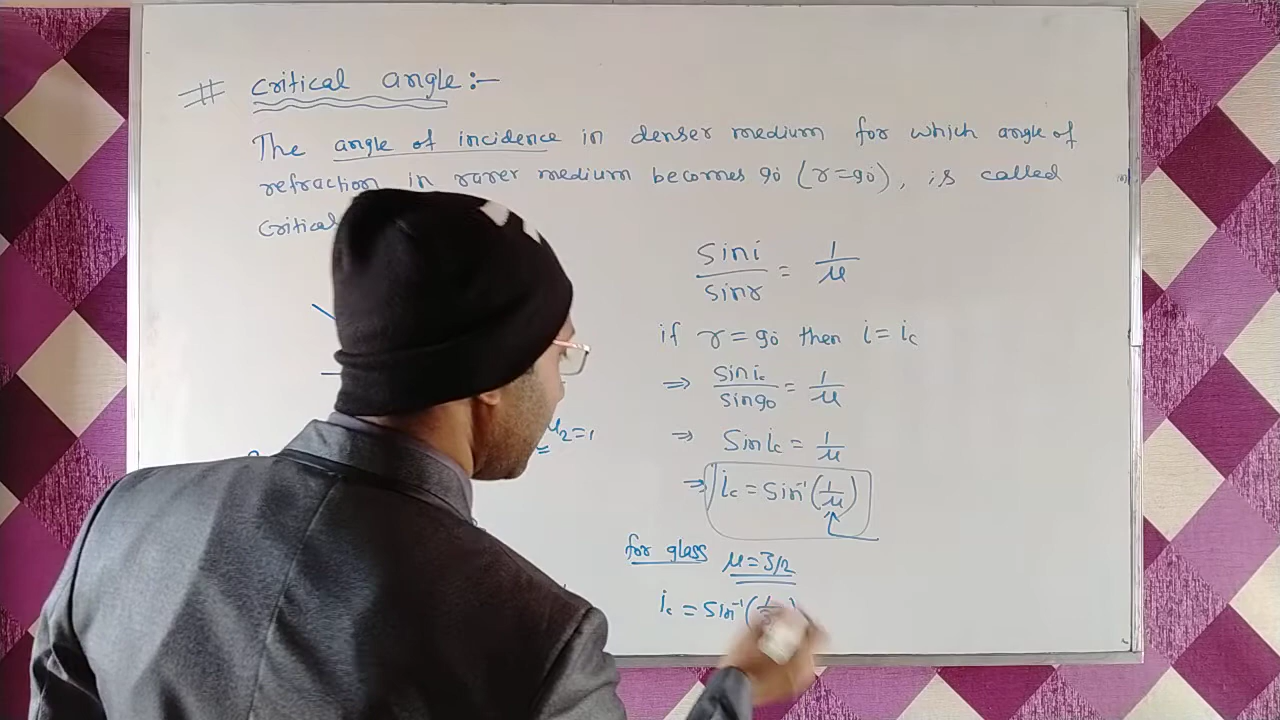 # Critical angle :-
The angle of incidence in denser medium for which angle of
refraction in rarer medium becomes 90° (r=90°), is called
critical
sin i / sin r = 1/μ
if r = 90° then i = ic
⇒ sin ic / sin 90 = 1/μ
⇒ Sin ic = 1/μ
⇒ ic = Sin⁻¹(1/μ)
μ2=1
for glass μ = 3/2
ic = Sin⁻¹(1/